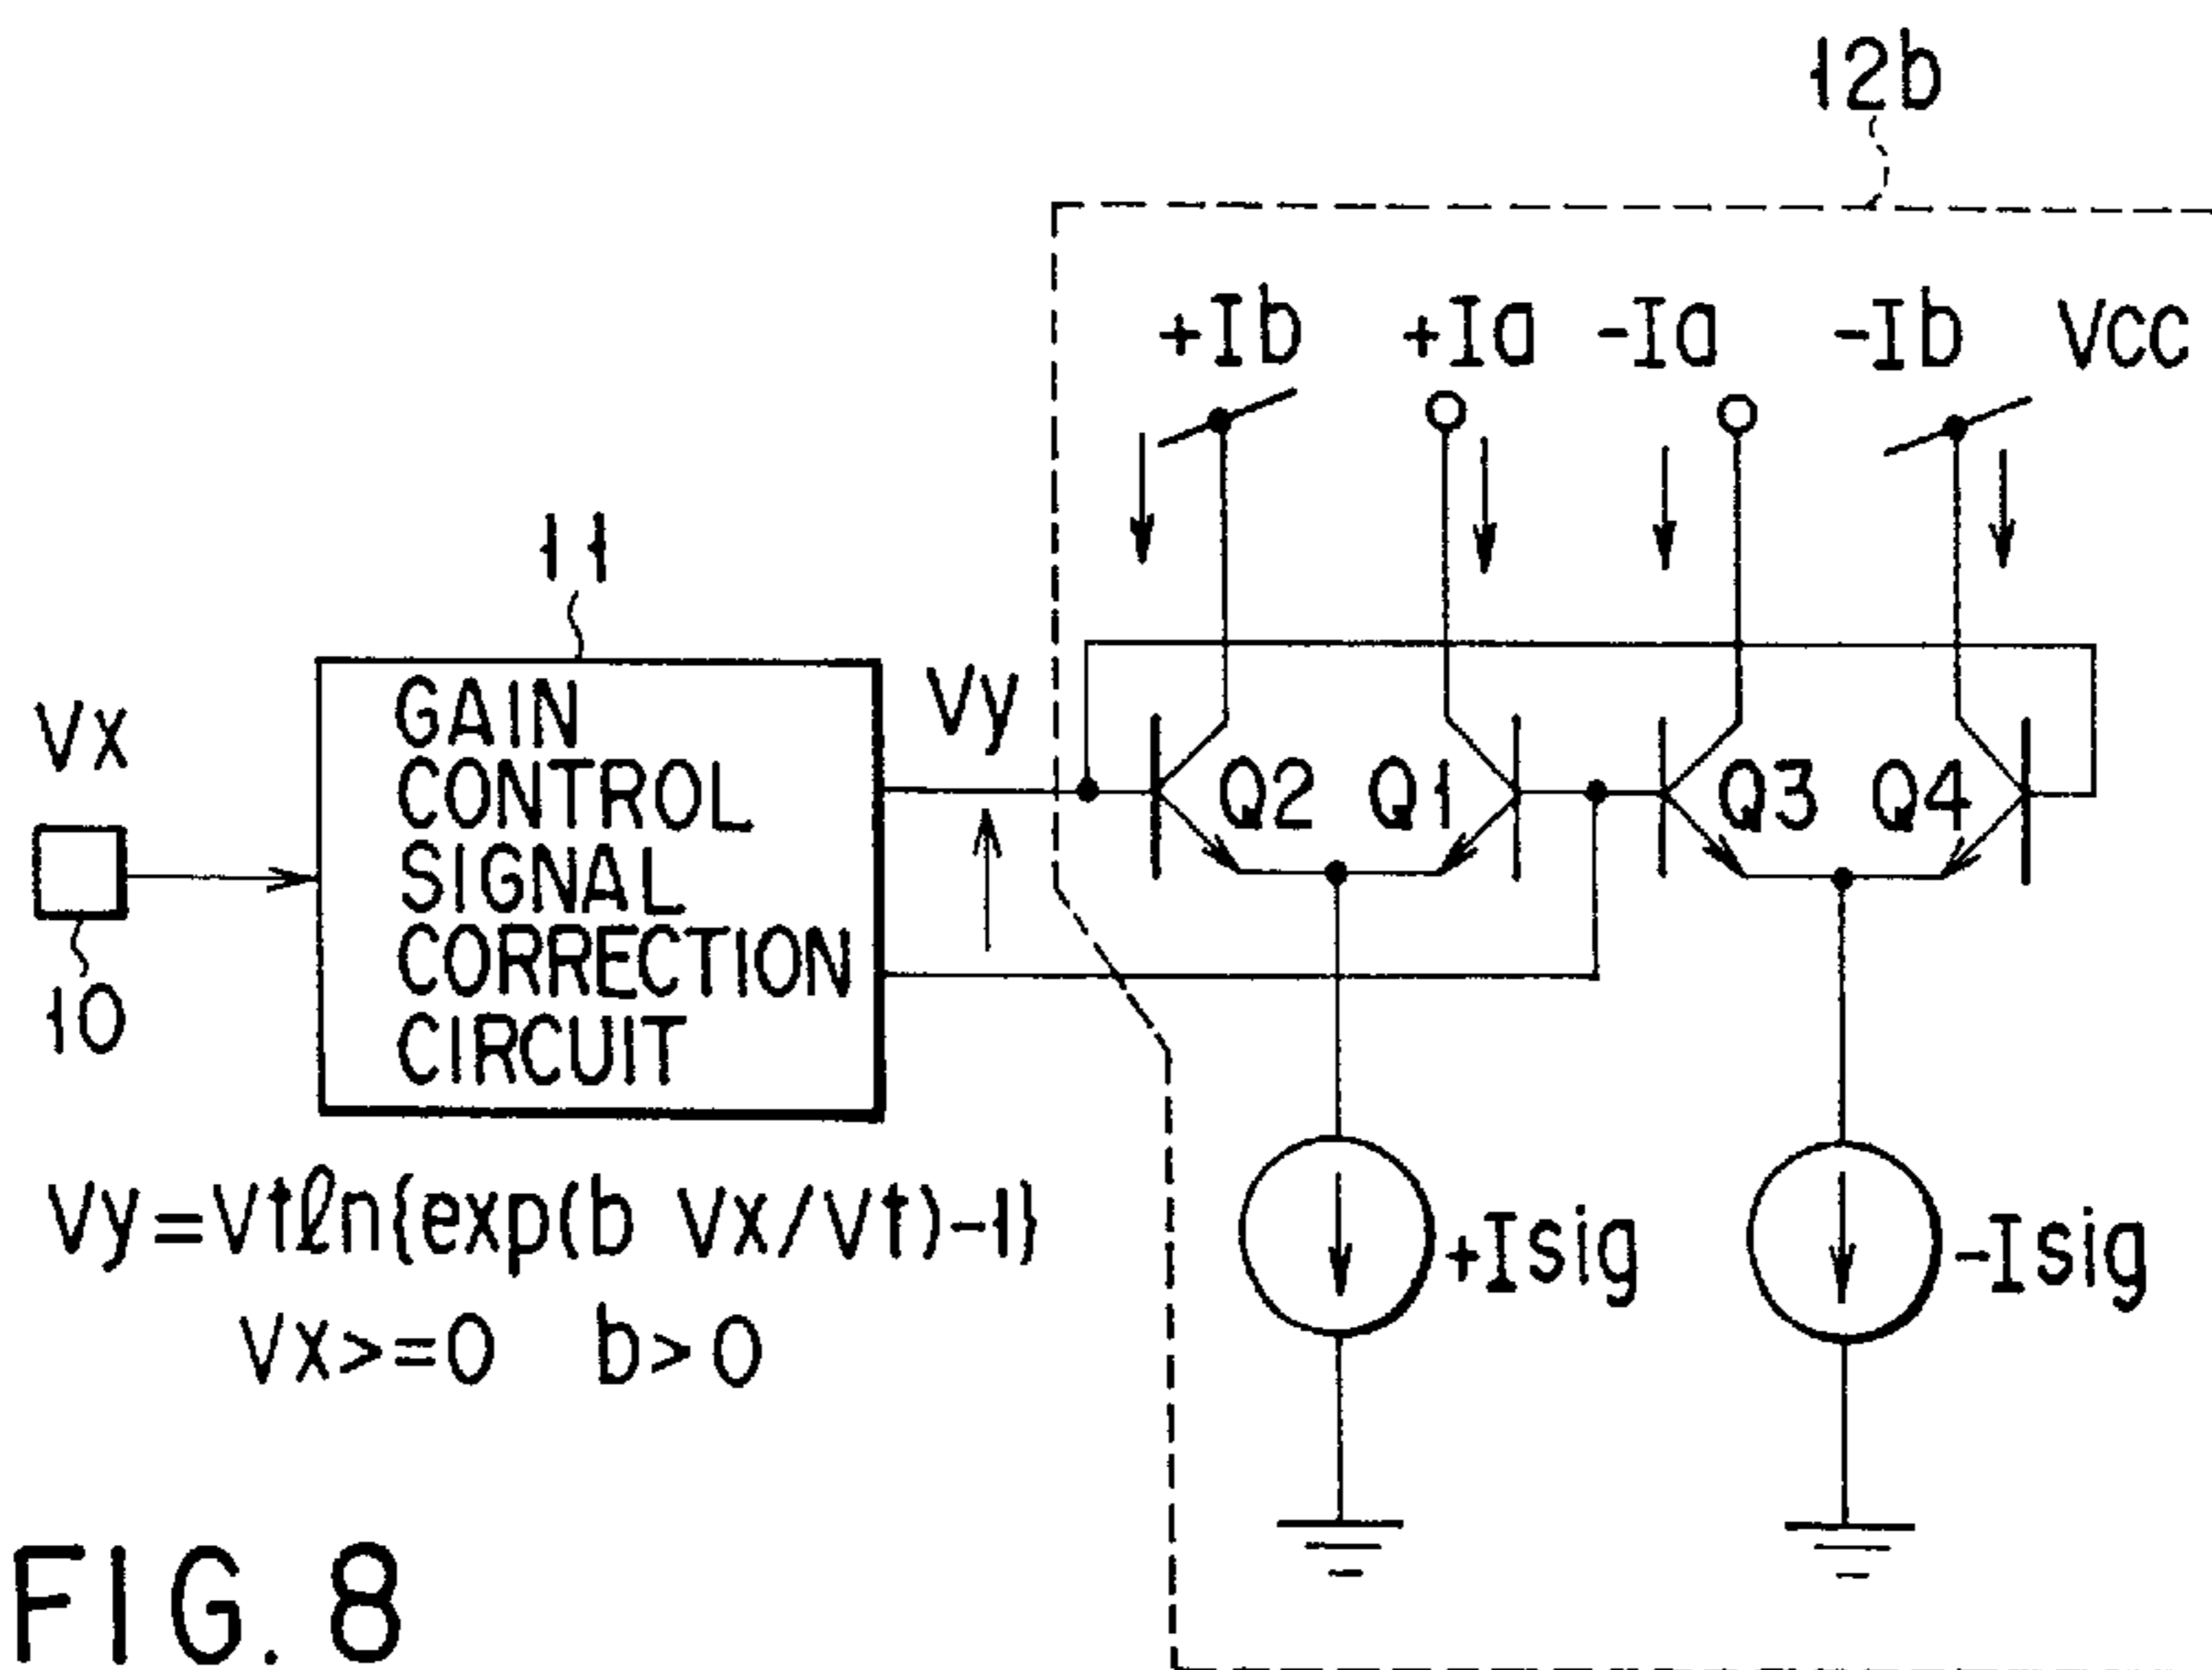 12b
+Ib +Ia -Ia -Ib VCC
11
Vx
GAIN
CONTROL
SIGNAL
CORRECTION
CIRCUIT
Vy
Q2 Q1 Q3 Q4
10
+Isig -Isig
Vy=Vtℓn{exp(b Vx/Vt)-1}
Vx>=0 b>0
FIG. 8